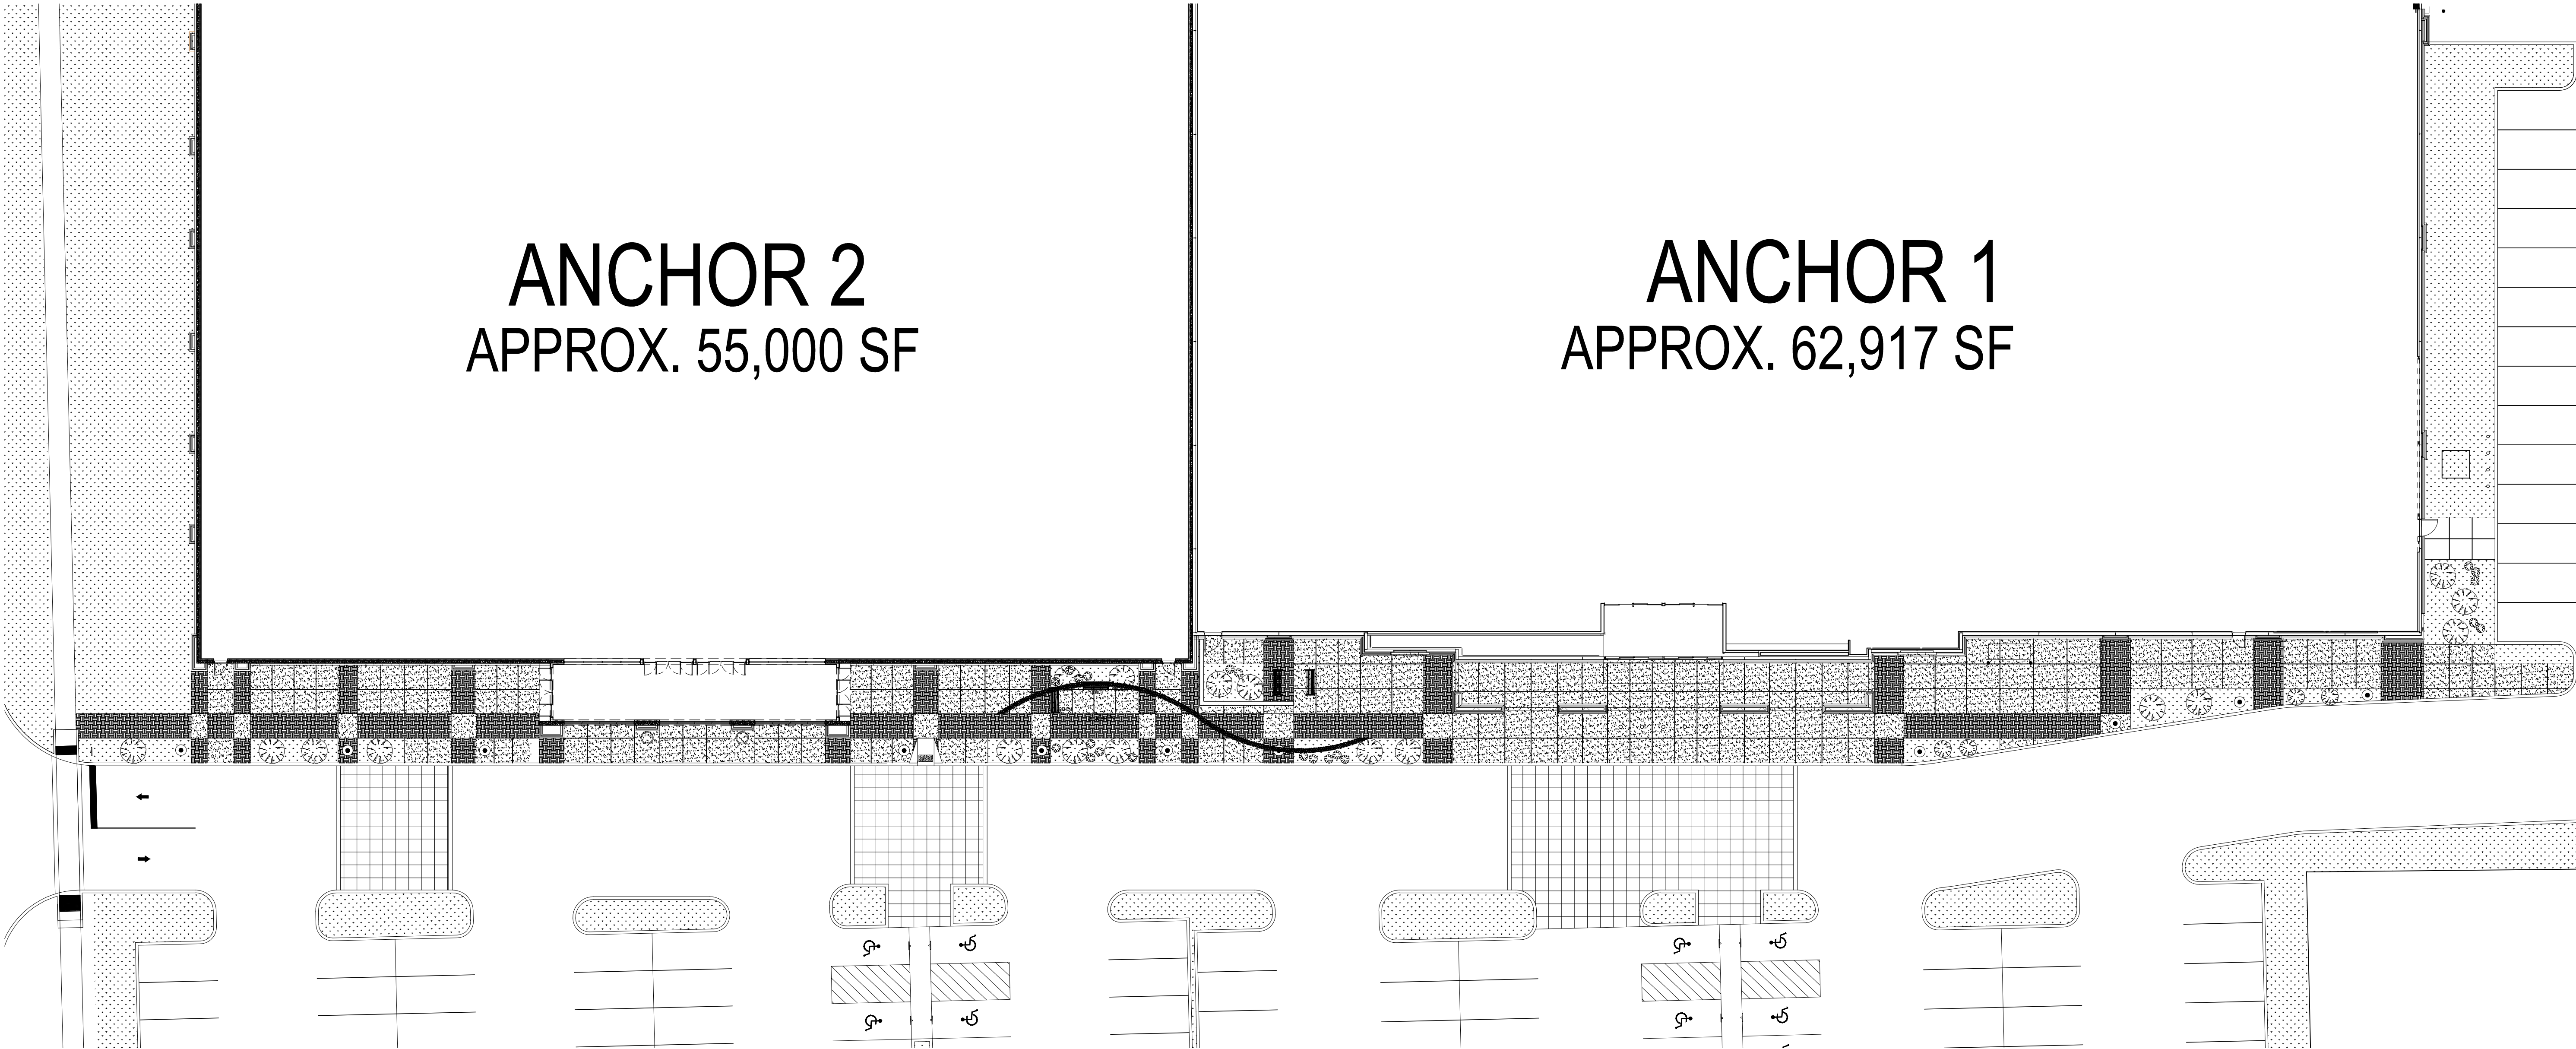 ANCHOR 2
APPROX. 55,000 SF
ANCHOR 1
APPROX. 62,917 SF